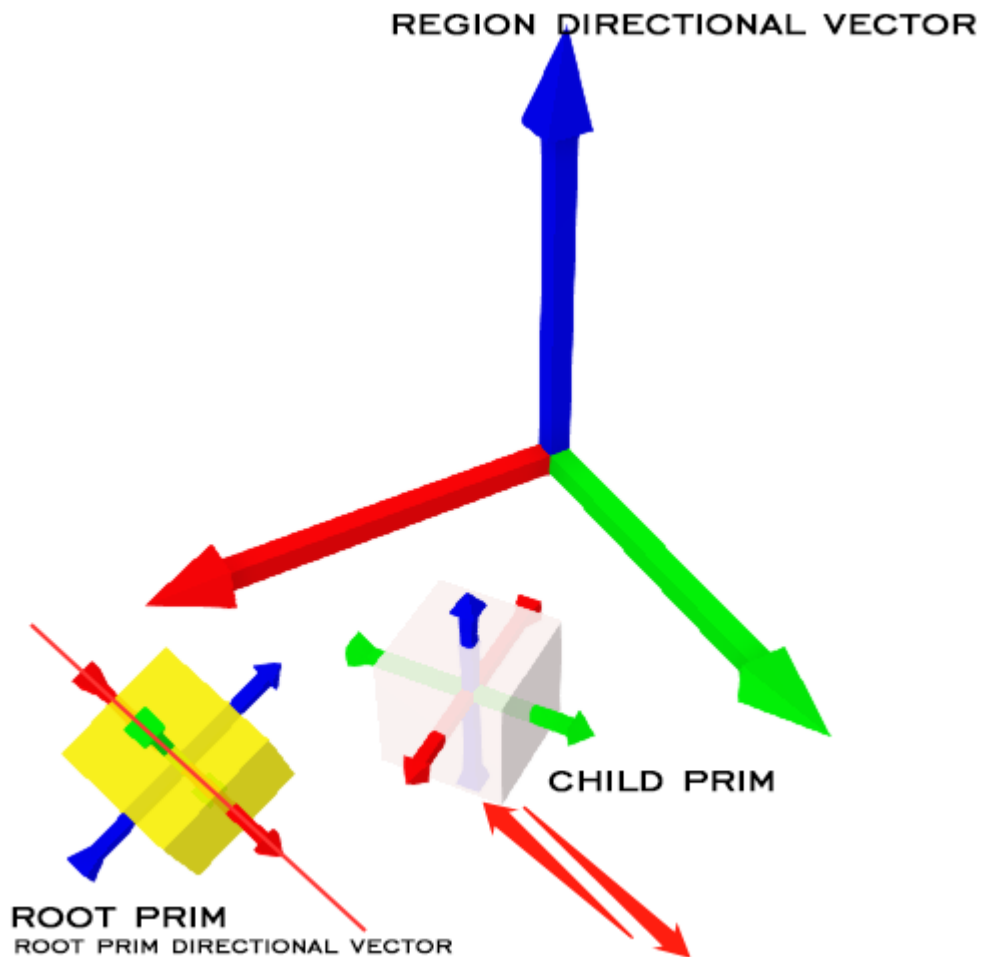 REGION DIRECTIONAL VECTOR
CHILD PRIM
ROOT PRIM
ROOT PRIM DIRECTIONAL VECTOR